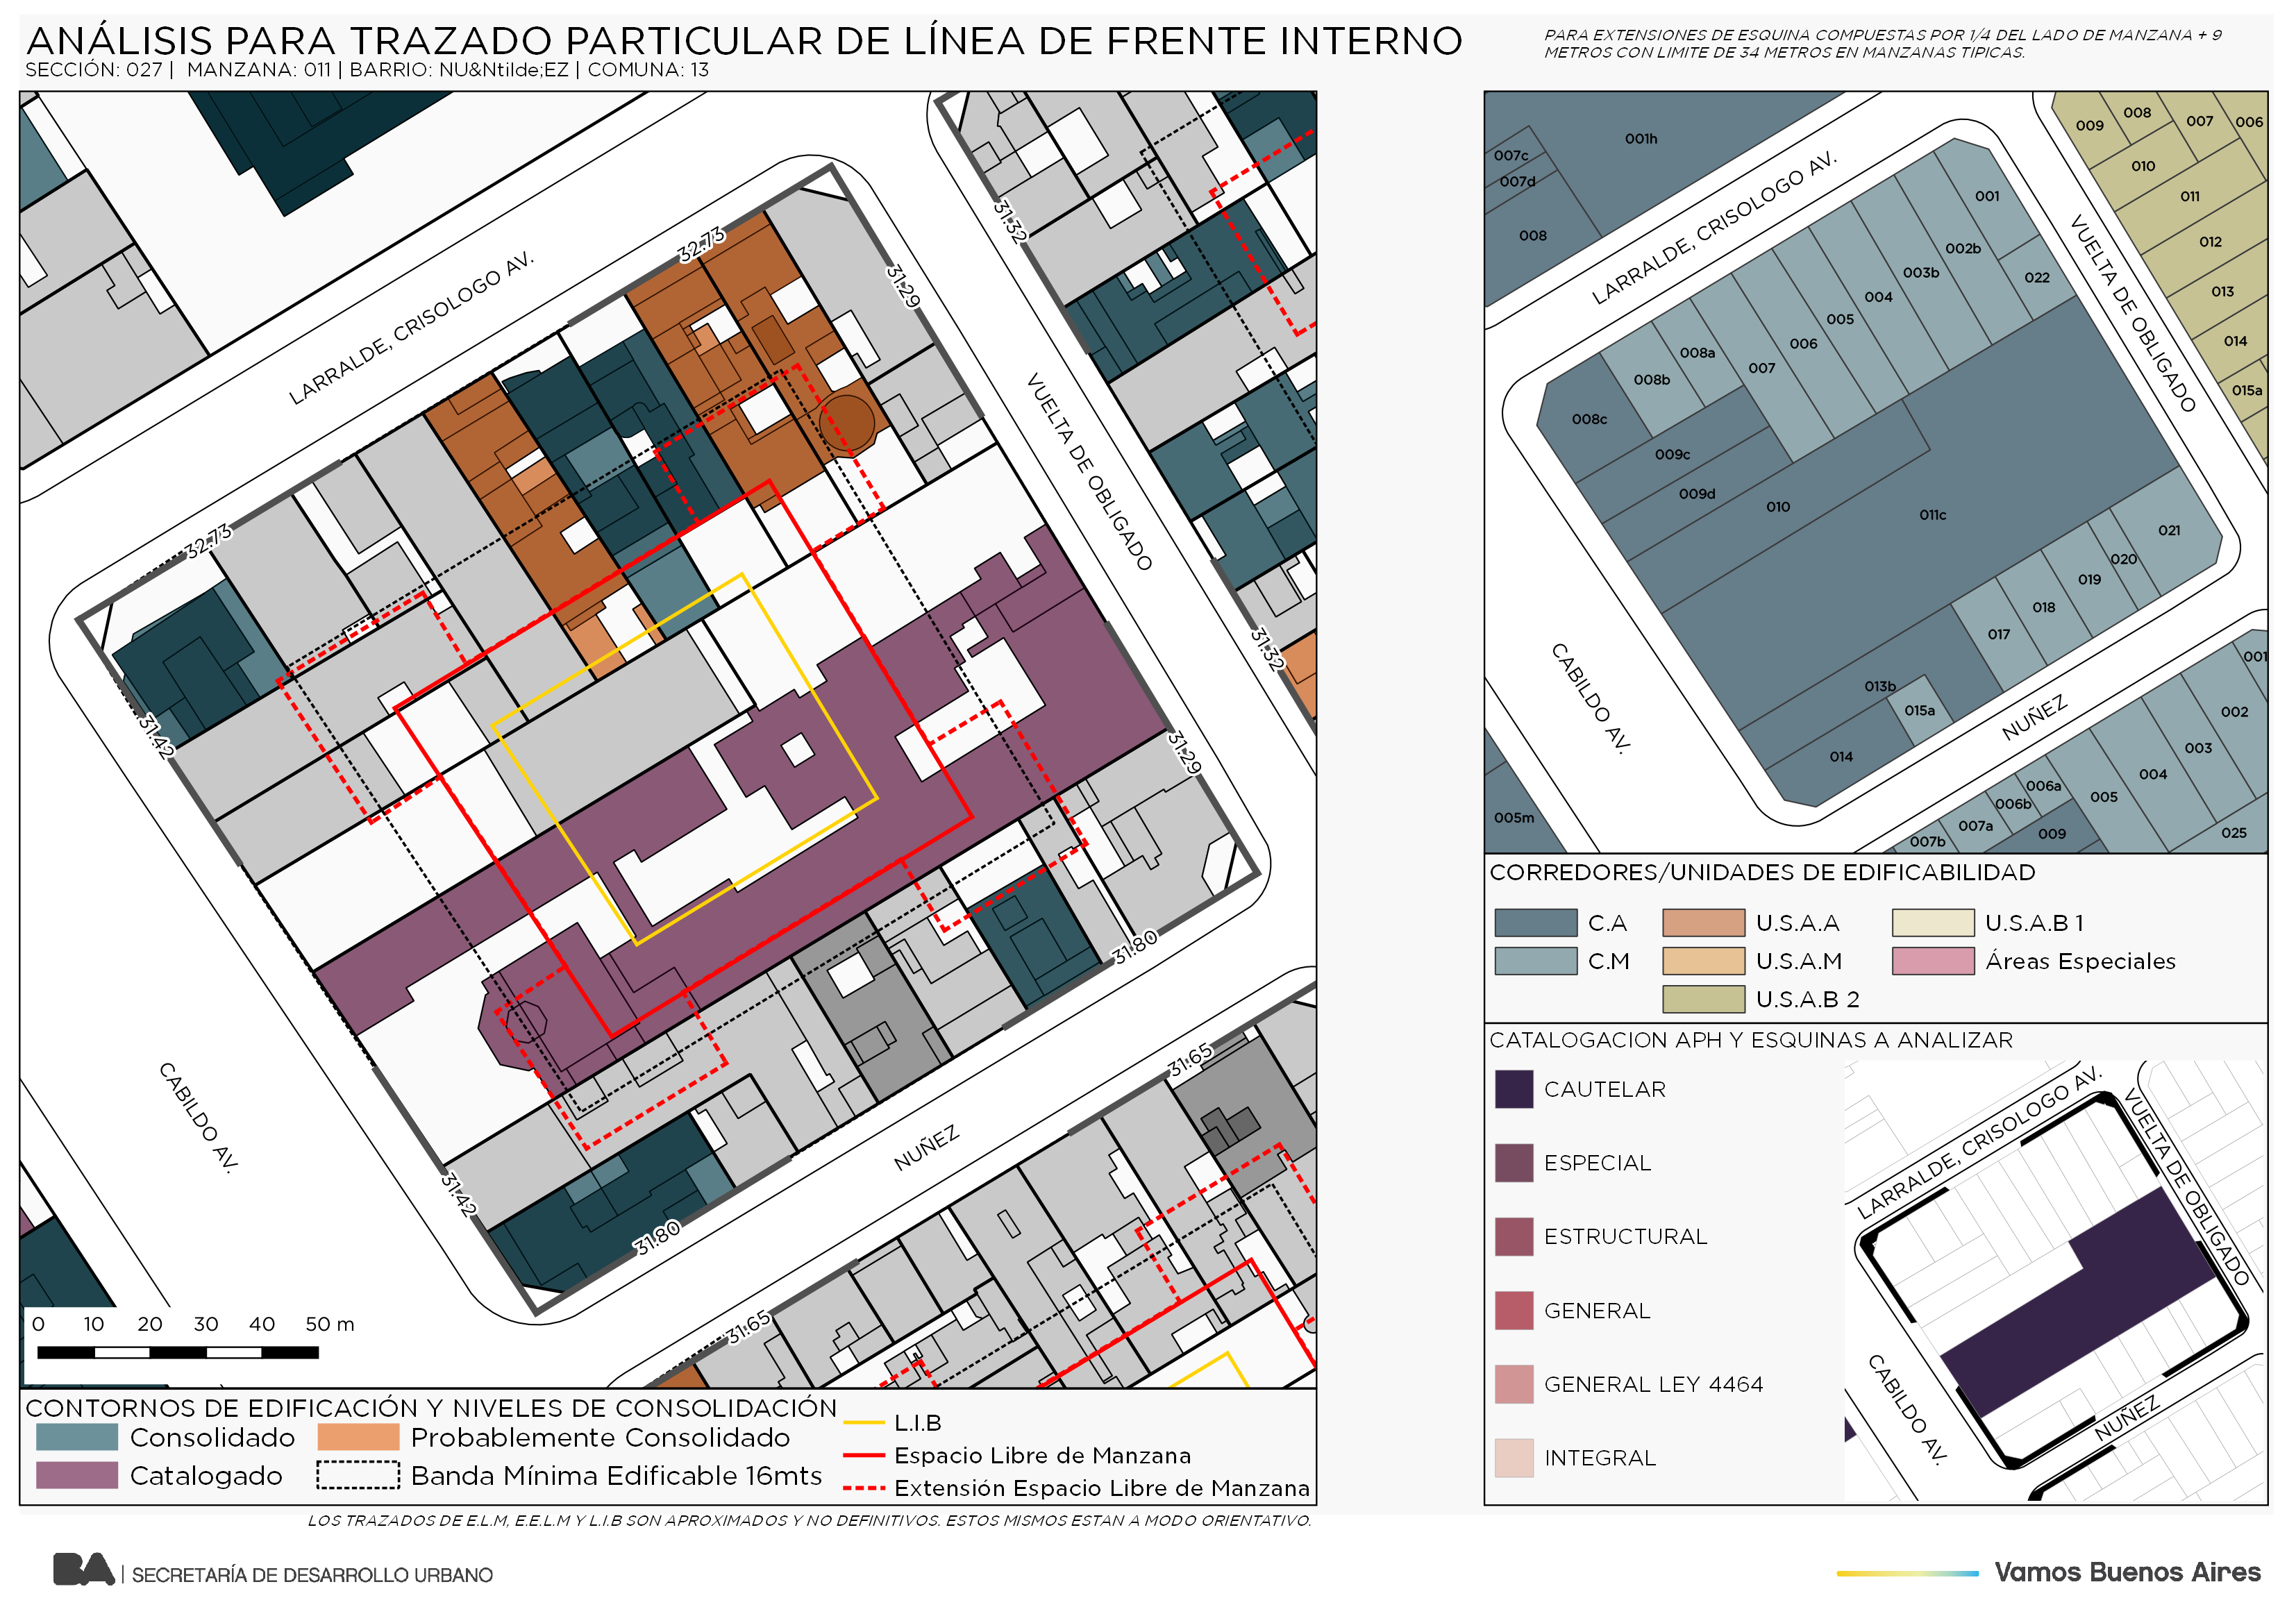 ANÁLISIS PARA TRAZADO PARTICULAR DE LÍNEA DE FRENTE INTERNO
SECCIÓN: 027 | MANZANA: 011 | BARRIO: NU&Ntilde;EZ | COMUNA: 13
PARA EXTENSIONES DE ESQUINA COMPUESTAS POR 1/4 DEL LADO DE MANZANA + 9
METROS CON LIMITE DE 34 METROS EN MANZANAS TIPICAS.
LARRALDE, CRISOLOGO AV.
VUELTA DE OBLIGADO
CABILDO AV.
NUÑEZ
32.73
32.73
31.29
31.29
31.32
31.32
31.42
31.42
31.80
31.80
31.65
31.65
0 10 20 30 40 50 m
CONTORNOS DE EDIFICACIÓN Y NIVELES DE CONSOLIDACIÓN
Consolidado
Probablemente Consolidado
Catalogado
Banda Mínima Edificable 16mts
L.I.B
Espacio Libre de Manzana
Extensión Espacio Libre de Manzana
LOS TRAZADOS DE E.L.M, E.E.L.M Y L.I.B SON APROXIMADOS Y NO DEFINITIVOS. ESTOS MISMOS ESTAN A MODO ORIENTATIVO.
LARRALDE, CRISOLOGO AV.
VUELTA DE OBLIGADO
CABILDO AV.
NUÑEZ
001h
007c
007d
008
009
008
007
006
010
011
012
013
014
015a
001
002b
022
003b
004
005
006
007
008a
008b
008c
009c
009d
010
011c
021
020
019
018
017
013b
015a
014
005m
001
002
003
004
005
006a
006b
007a
007b
009
025
CORREDORES/UNIDADES DE EDIFICABILIDAD
C.A
U.S.A.A
U.S.A.B 1
C.M
U.S.A.M
Áreas Especiales
U.S.A.B 2
CATALOGACION APH Y ESQUINAS A ANALIZAR
CAUTELAR
ESPECIAL
ESTRUCTURAL
GENERAL
GENERAL LEY 4464
INTEGRAL
LARRALDE, CRISOLOGO AV.
VUELTA DE OBLIGADO
CABILDO AV.
NUÑEZ
BA | SECRETARÍA DE DESARROLLO URBANO
Vamos Buenos Aires